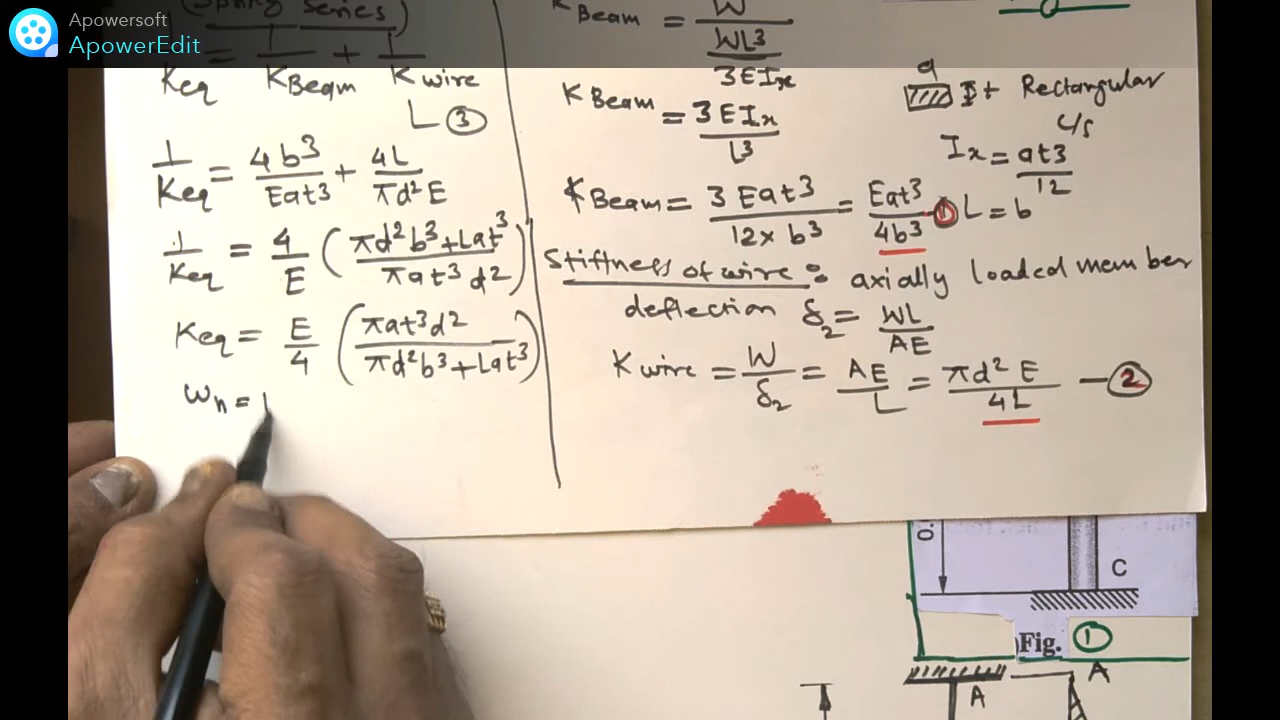 Apowersoft
ApowerEdit
(Spring series)
1/Keq = 1/KBeam + 1/Kwire
L ③
1/Keq = 4b³/Eat³ + 4L/πd²E
1/Keq = 4/E (πd²b³+Lat³/πat³d²)
Keq = E/4 (πat³d²/πd²b³+Lat³)
ωn =
KBeam = W/(WL³/3EIx)
KBeam = 3EIx/L³
KBeam = 3Eat³/12×b³ = Eat³/4b³ ① L = b
a
t Rectangular
c/s
Ix = at3/12
Stiffness of wire: axially loaded member
deflection δ₂ = WL/AE
Kwire = W/δ₂ = AE/L = πd²E/4L — ②
0.
C
Fig. ①
A
A